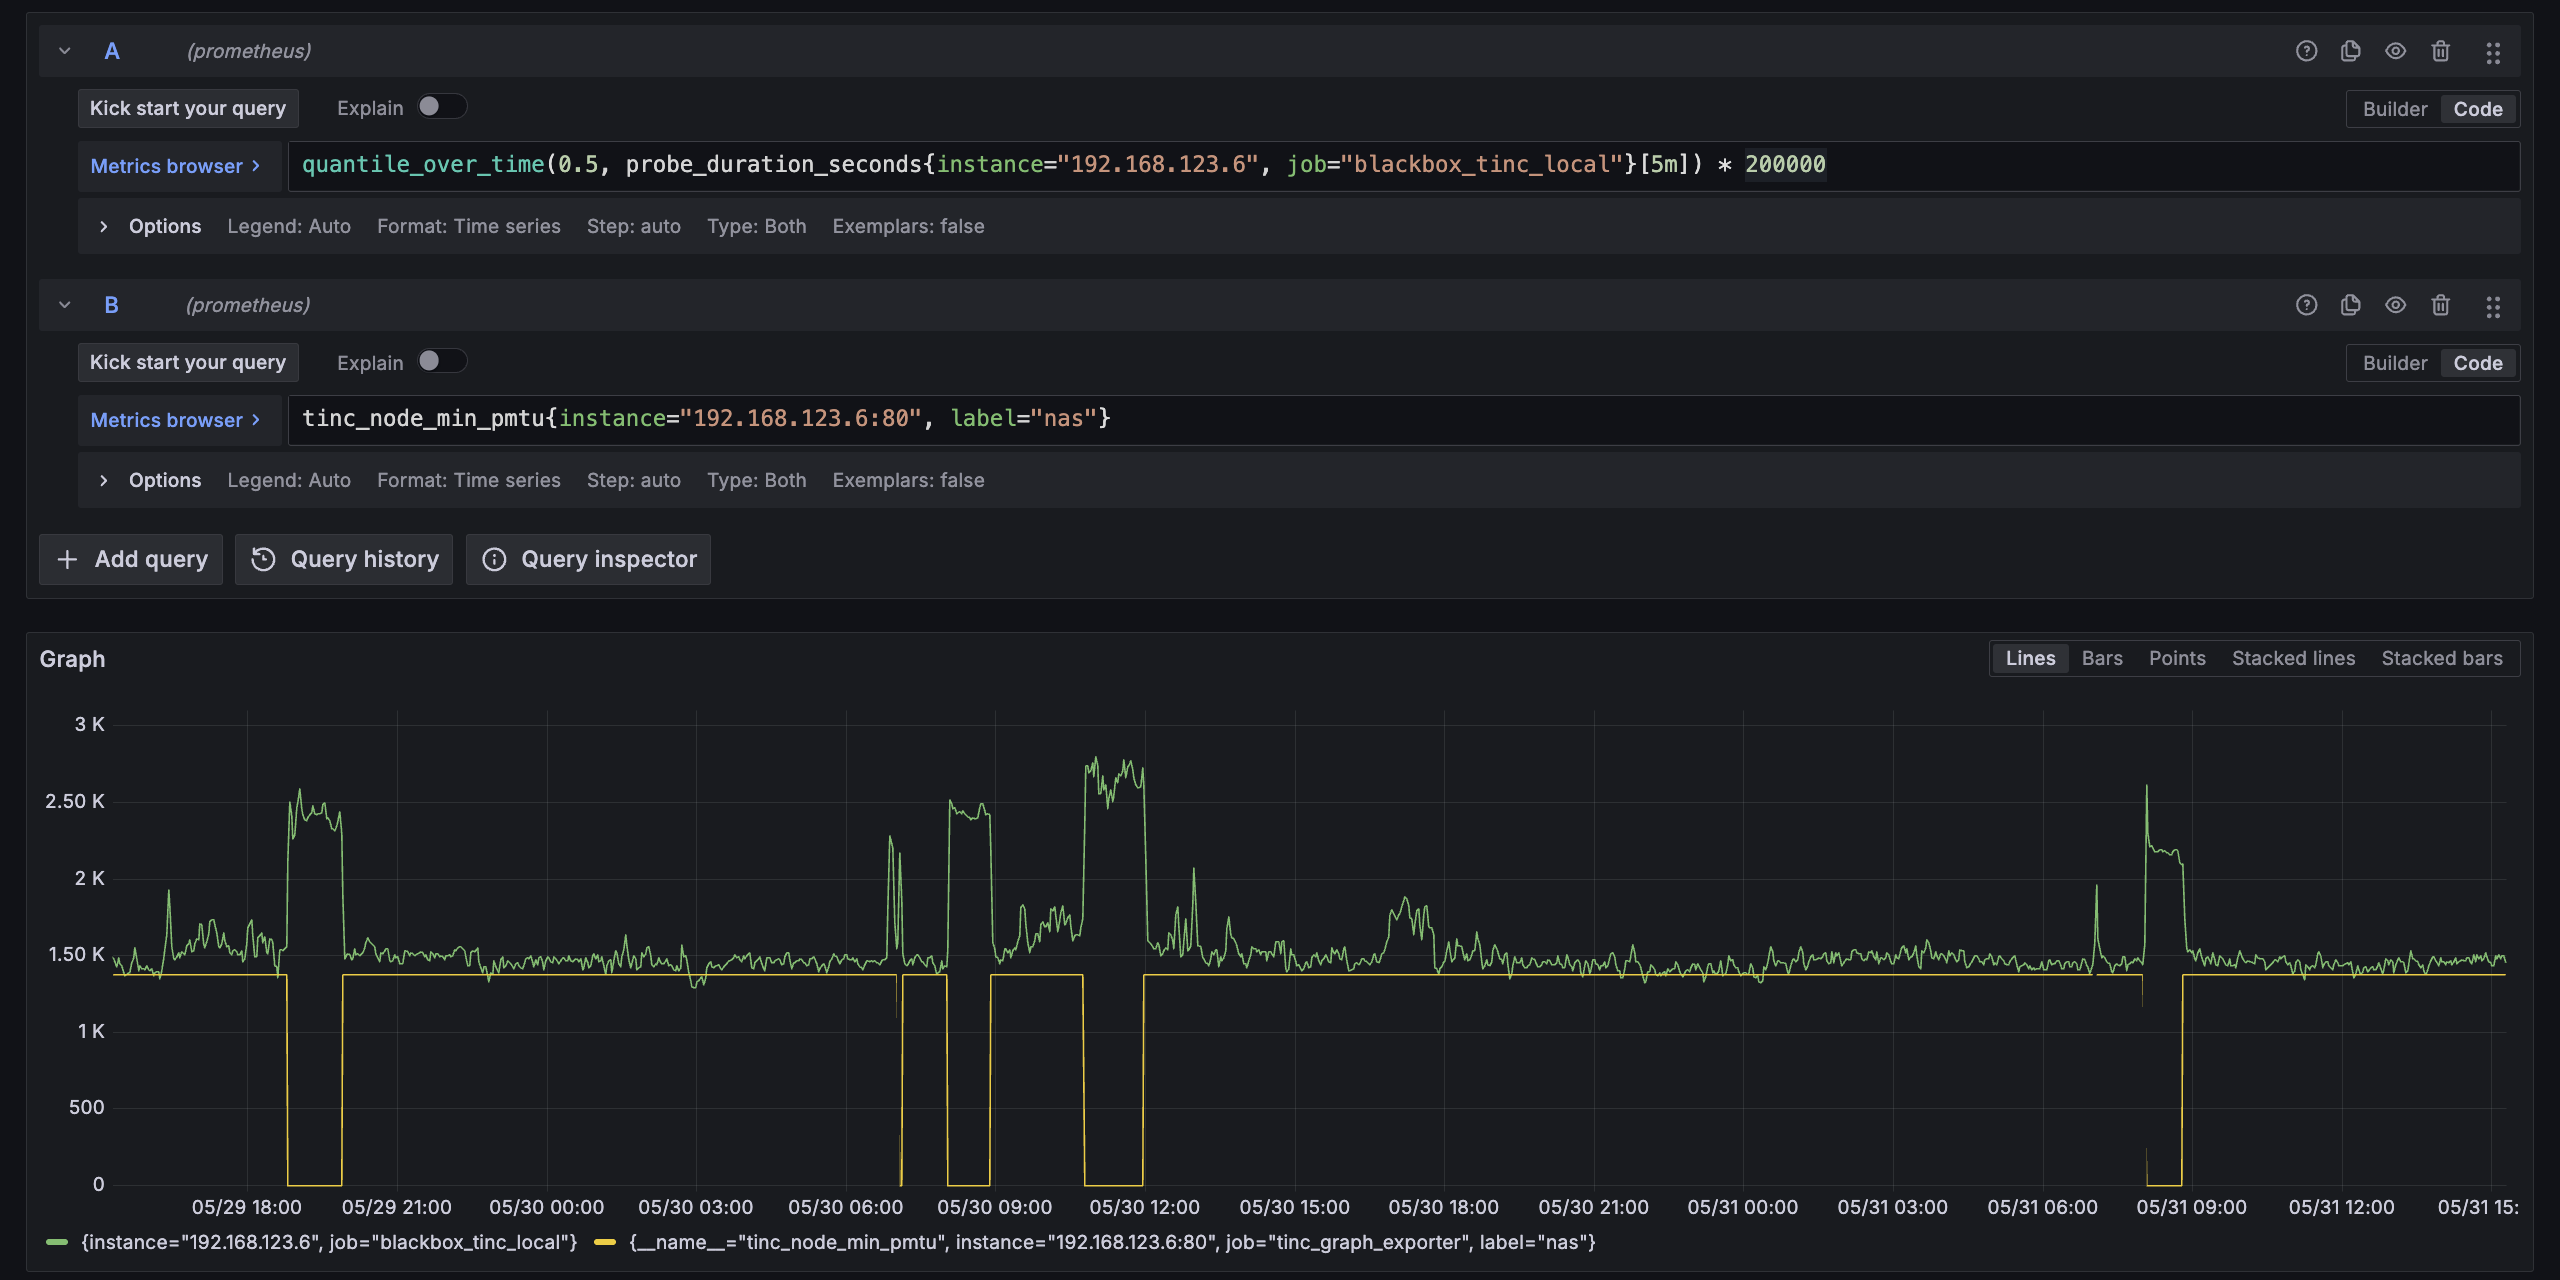 A (prometheus)
Kick start your query Explain Builder Code
Metrics browser > quantile_over_time(0.5, probe_duration_seconds{instance="192.168.123.6", job="blackbox_tinc_local"}[5m]) * 200000
> Options Legend: Auto Format: Time series Step: auto Type: Both Exemplars: false
B (prometheus)
Kick start your query Explain Builder Code
Metrics browser > tinc_node_min_pmtu{instance="192.168.123.6:80", label="nas"}
> Options Legend: Auto Format: Time series Step: auto Type: Both Exemplars: false
+ Add query Query history Query inspector
Graph Lines Bars Points Stacked lines Stacked bars
3 K
2.50 K
2 K
1.50 K
1 K
500
0
05/29 18:00 05/29 21:00 05/30 00:00 05/30 03:00 05/30 06:00 05/30 09:00 05/30 12:00 05/30 15:00 05/30 18:00 05/30 21:00 05/31 00:00 05/31 03:00 05/31 06:00 05/31 09:00 05/31 12:00 05/31 15:
{instance="192.168.123.6", job="blackbox_tinc_local"} {__name__="tinc_node_min_pmtu", instance="192.168.123.6:80", job="tinc_graph_exporter", label="nas"}